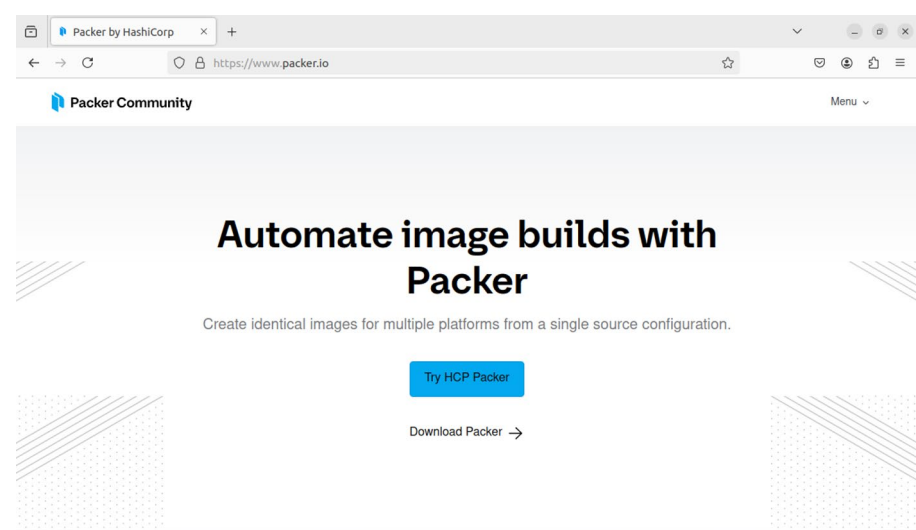 Packer by HashiCorp
https://www.packer.io
Packer Community
Menu
Automate image builds with
Packer
Create identical images for multiple platforms from a single source configuration.
Try HCP Packer
Download Packer